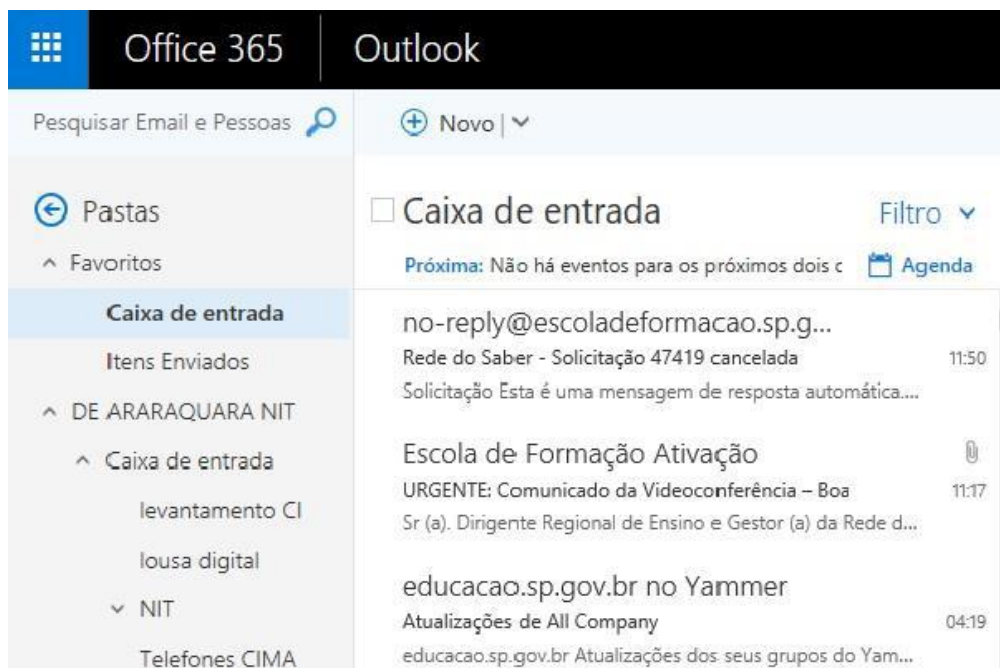 Office 365
Outlook
Pesquisar Email e Pessoas
Novo
Pastas
Favoritos
Caixa de entrada
Itens Enviados
DE ARARAQUARA NIT
Caixa de entrada
levantamento CI
lousa digital
NIT
Telefones CIMA
Caixa de entrada
Filtro
Próxima: Não há eventos para os próximos dois
Agenda
no-reply@escoladeformacao.sp.g...
Rede do Saber - Solicitação 47419 cancelada
11:50
Solicitação Esta é uma mensagem de resposta automática....
Escola de Formação Ativação
URGENTE: Comunicado da Videoconferência – Boa
11:17
Sr (a). Dirigente Regional de Ensino e Gestor (a) da Rede d...
educacao.sp.gov.br no Yammer
Atualizações de All Company
04:19
educacao.sp.gov.br Atualizações dos seus grupos do Yam...